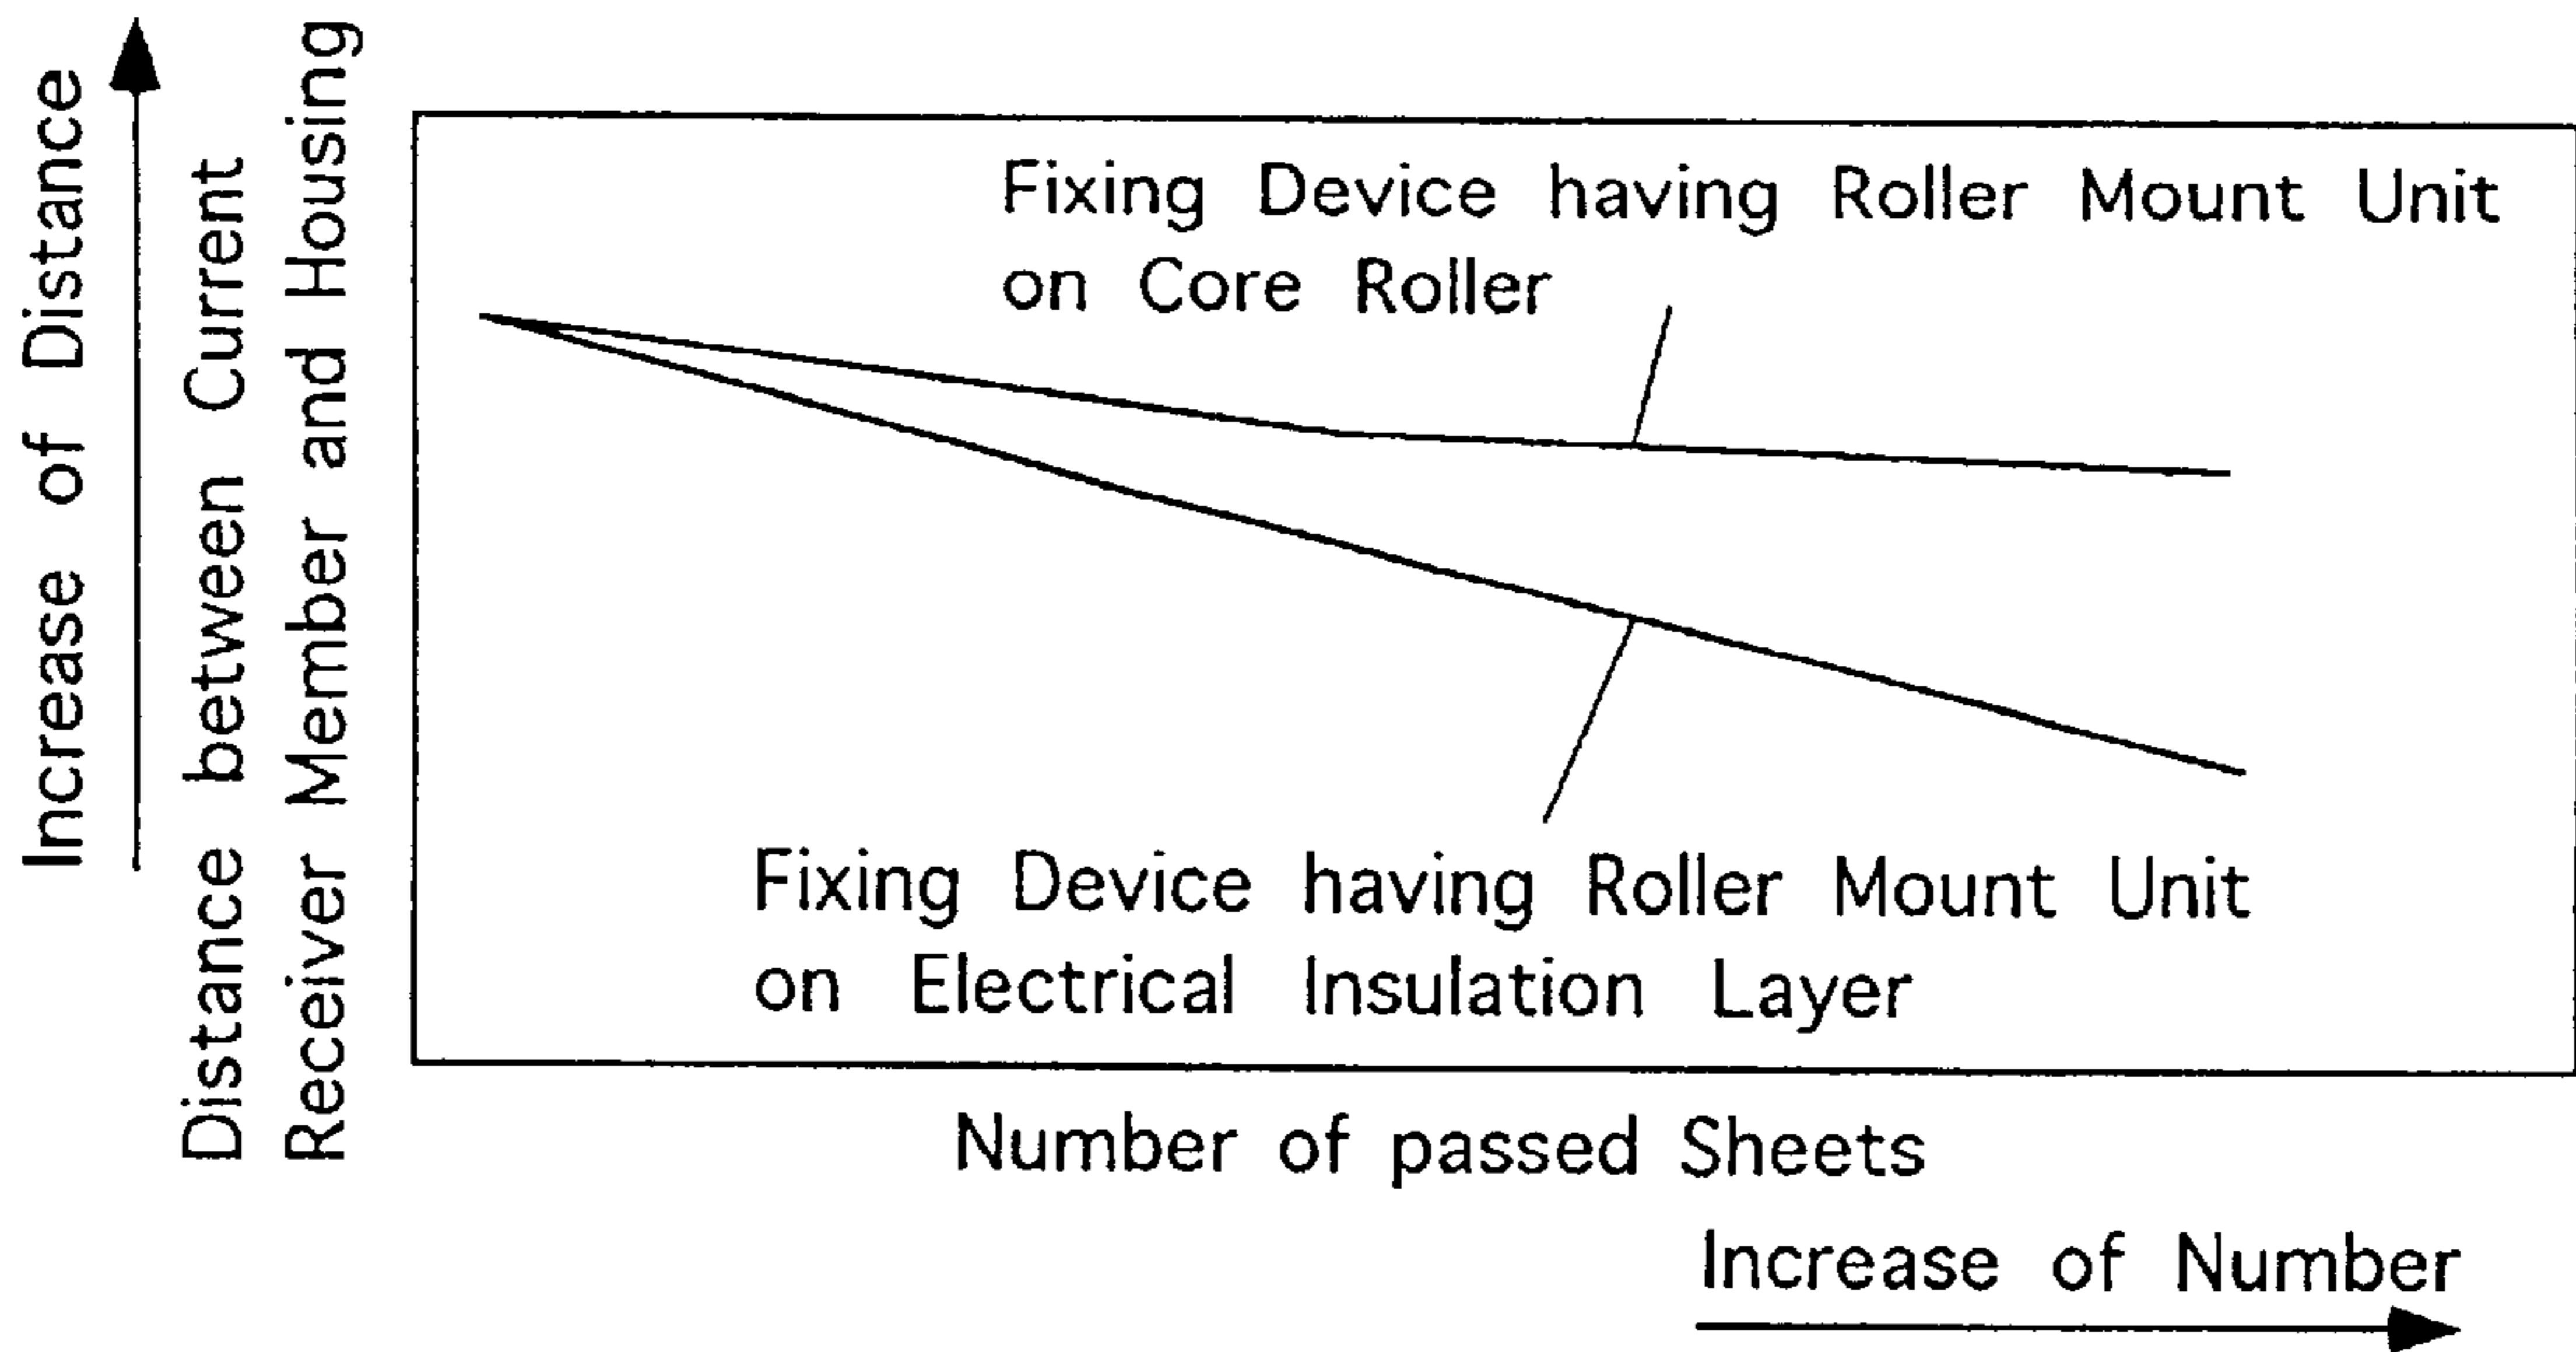 Increase of Distance
Distance between Current
Receiver Member and Housing
Fixing Device having Roller Mount Unit
on Core Roller
Fixing Device having Roller Mount Unit
on Electrical Insulation Layer
Number of passed Sheets
Increase of Number